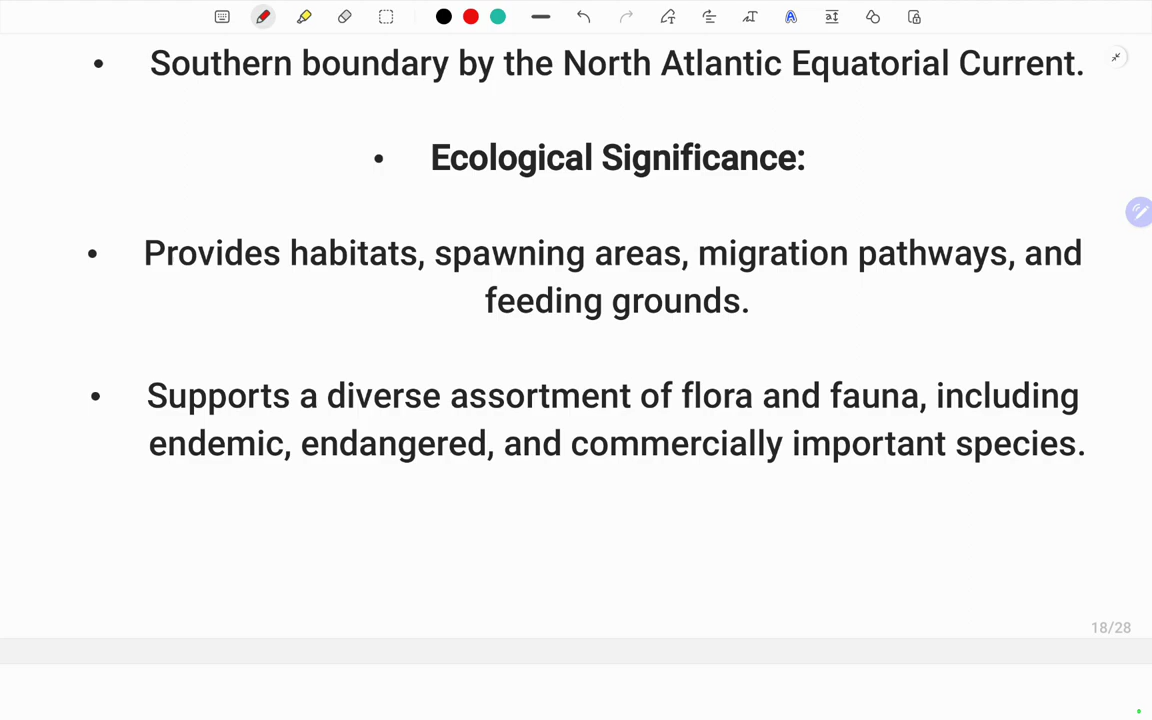 • Southern boundary by the North Atlantic Equatorial Current.
• Ecological Significance:
• Provides habitats, spawning areas, migration pathways, and
feeding grounds.
• Supports a diverse assortment of flora and fauna, including
endemic, endangered, and commercially important species.
18/28